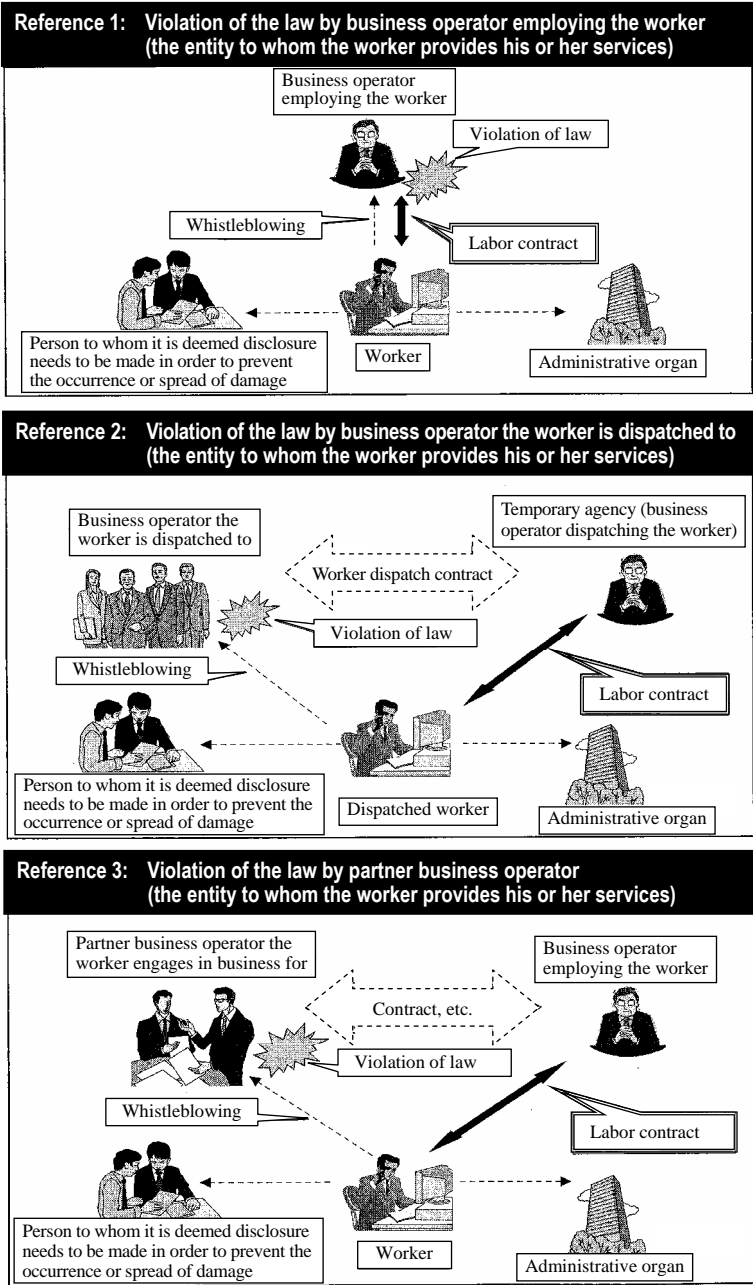 Reference 1: Violation of the law by business operator employing the worker
(the entity to whom the worker provides his or her services)
Business operator
employing the worker
Violation of law
Whistleblowing
Labor contract
Person to whom it is deemed disclosure
needs to be made in order to prevent
the occurrence or spread of damage
Worker
Administrative organ
Reference 2: Violation of the law by business operator the worker is dispatched to
(the entity to whom the worker provides his or her services)
Business operator the
worker is dispatched to
Temporary agency (business
operator dispatching the worker)
Worker dispatch contract
Violation of law
Whistleblowing
Labor contract
Person to whom it is deemed disclosure
needs to be made in order to prevent the
occurrence or spread of damage
Dispatched worker
Administrative organ
Reference 3: Violation of the law by partner business operator
(the entity to whom the worker provides his or her services)
Partner business operator the
worker engages in business for
Business operator
employing the worker
Contract, etc.
Violation of law
Whistleblowing
Labor contract
Person to whom it is deemed disclosure
needs to be made in order to prevent the
occurrence or spread of damage
Worker
Administrative organ